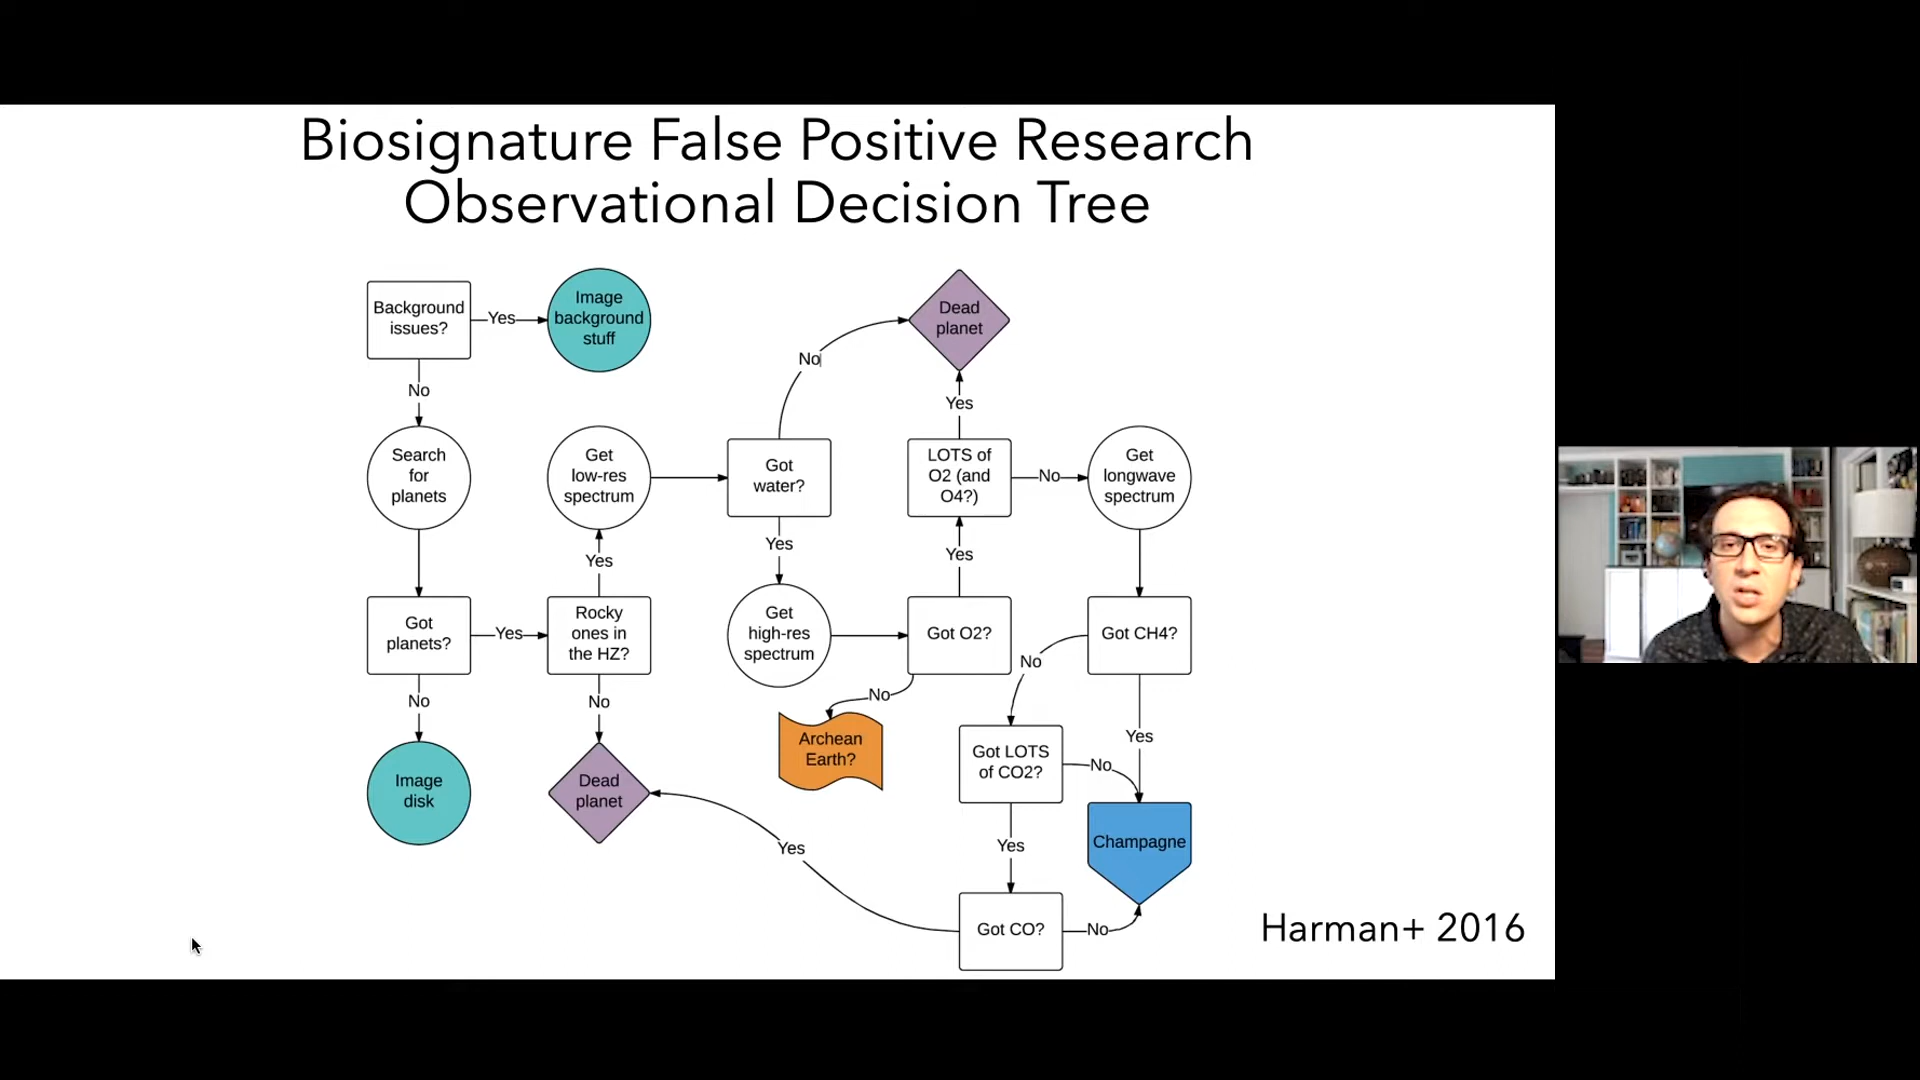 Biosignature False Positive Research
Observational Decision Tree
Background
issues?
Yes
Image
background
stuff
No
Search
for
planets
Got
planets?
Yes
No
Image
disk
Rocky
ones in
the HZ?
Yes
No
Dead
planet
Get
low-res
spectrum
Got
water?
No
Dead
planet
Yes
Get
high-res
spectrum
Got O2?
No
Archean
Earth?
Yes
LOTS of
O2 (and
O4?)
Yes
No
Get
longwave
spectrum
Got CH4?
No
Yes
Got LOTS
of CO2?
No
Champagne
Yes
Got CO?
No
Yes
Harman+ 2016